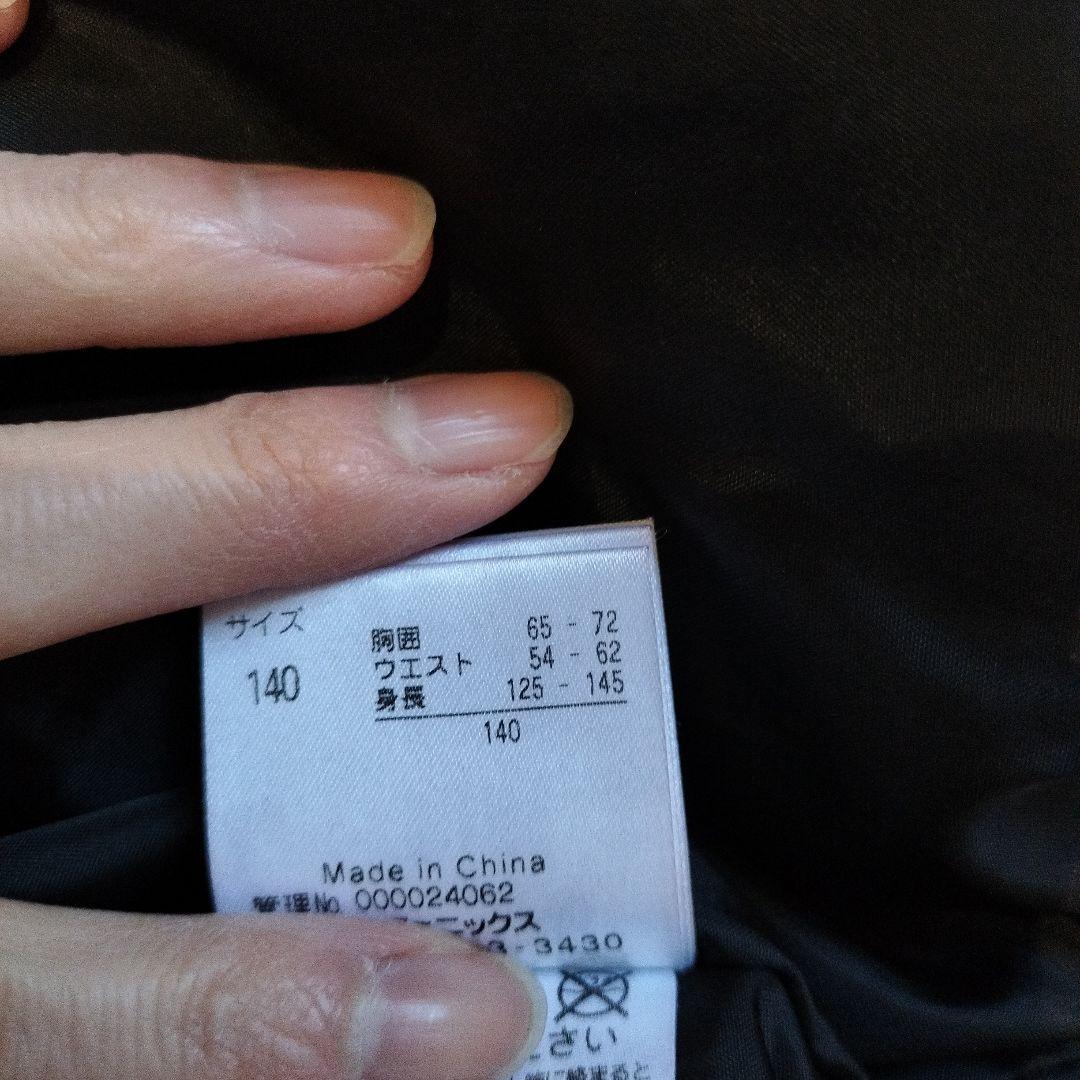 サイズ
140
胸囲 65 - 72
ウエスト 54 - 62
身長 125 - 145
140
Made in China
管理No. 000024062
ニックス
3-3430
さい